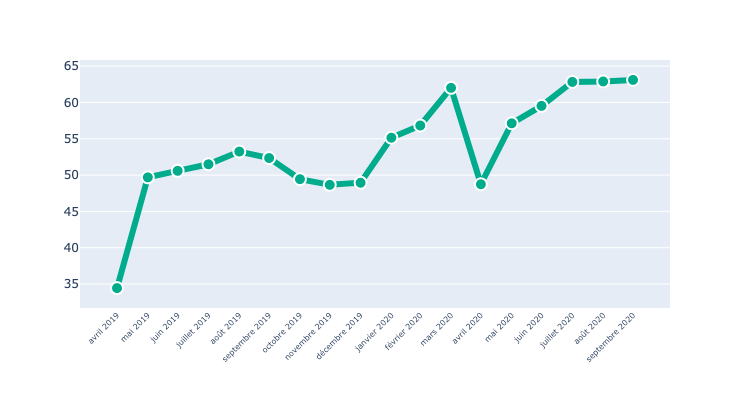 65
60
55
50
45
40
35
avril 2019
mai 2019
juin 2019
juillet 2019
août 2019
septembre 2019
octobre 2019
novembre 2019
décembre 2019
janvier 2020
février 2020
mars 2020
avril 2020
mai 2020
juin 2020
juillet 2020
août 2020
septembre 2020